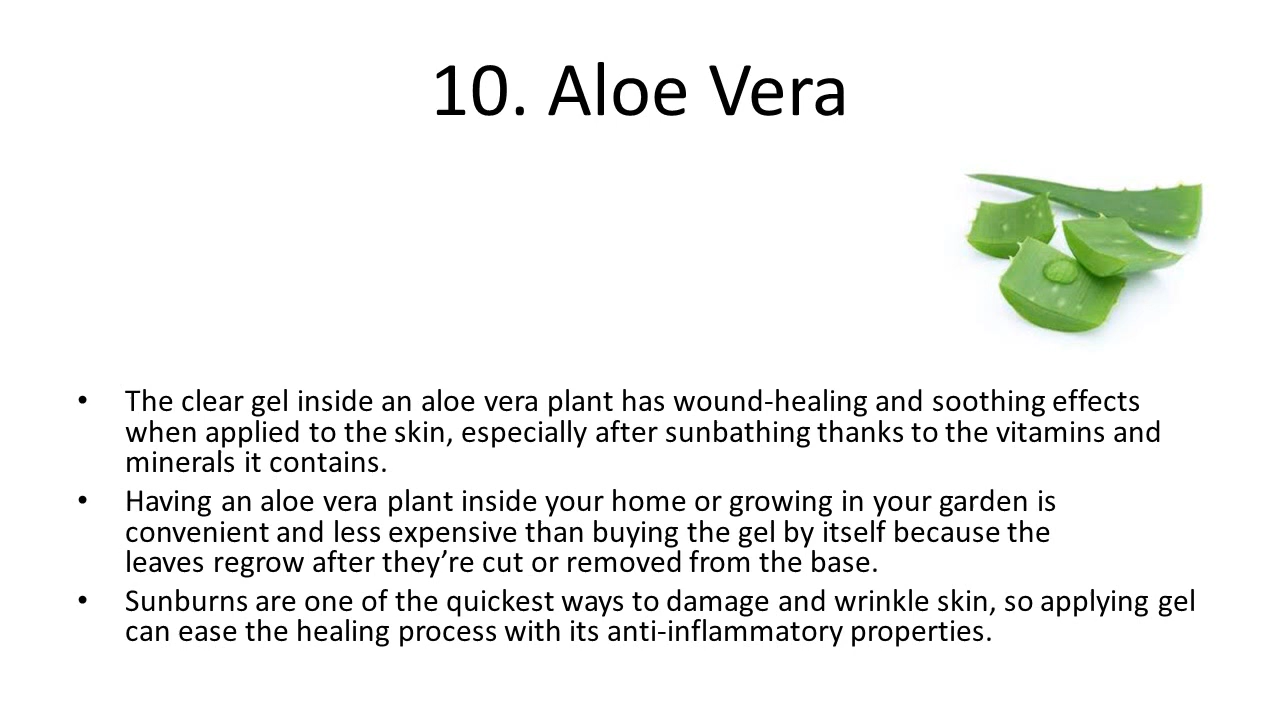 10. Aloe Vera
• The clear gel inside an aloe vera plant has wound-healing and soothing effects
when applied to the skin, especially after sunbathing thanks to the vitamins and
minerals it contains.
• Having an aloe vera plant inside your home or growing in your garden is
convenient and less expensive than buying the gel by itself because the
leaves regrow after they’re cut or removed from the base.
• Sunburns are one of the quickest ways to damage and wrinkle skin, so applying gel
can ease the healing process with its anti-inflammatory properties.